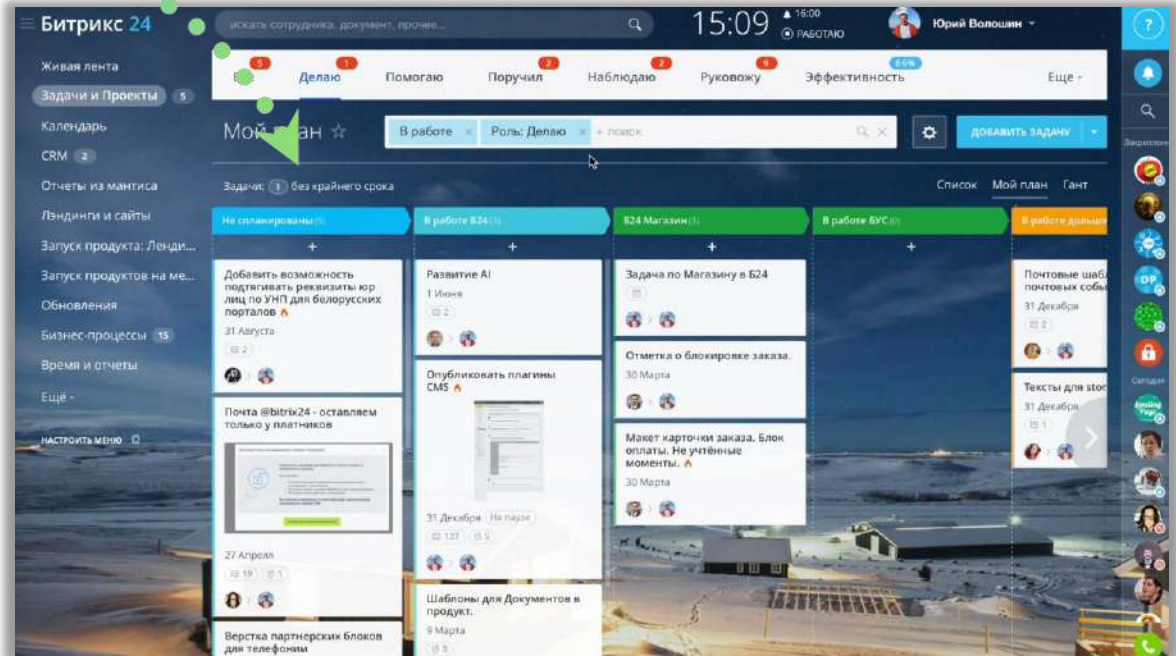 Битрикс 24
искать сотрудника, документ, прочее...
15:09
16:00
РАБОТАЮ
Юрий Волошин
?
Живая лента
Задачи и Проекты 5
Календарь
CRM 2
Отчеты из мантиса
Лэндинги и сайты
Запуск продукта: Ленди...
Запуск продуктов на ме...
Обновления
Бизнес-процессы 15
Время и отчеты
Еще
НАСТРОИТЬ МЕНЮ
5
Делаю 1
Помогаю
Поручил 2
Наблюдаю 2
Руковожу 9
Эффективность 66%
Еще
Мой план
В работе ×
Роль: Делаю ×
+ поиск
ДОБАВИТЬ ЗАДАЧУ
Задачи: 1 без крайнего срока
Список Мой план Гант
Не спланированы (5)
+
Добавить возможность
подтягивать реквизиты юр
лиц по УНП для белорусских
порталов
31 Августа
2
Почта @bitrix24 - оставляем
только у платников
27 Апреля
19 1
Верстка партнерских блоков
для телефонии
В работе Б24 (3)
+
Развитие AI
1 Июня
2
Опубликовать плагины
CMS
31 Декабря На паузе
137 5
Шаблоны для Документов в
продукт.
9 Марта
3
Б24 Магазин (3)
+
Задача по Магазину в Б24
Отметка о блокировке заказа.
30 Марта
Макет карточки заказа. Блок
оплаты. Не учтённые
моменты.
30 Марта
В работе БУС (0)
+
В работе дольше
Почтовые шаб
почтовых собы
31 Декабря
2
Тексты для stor
31 Декабря
1
OP
Сегодня